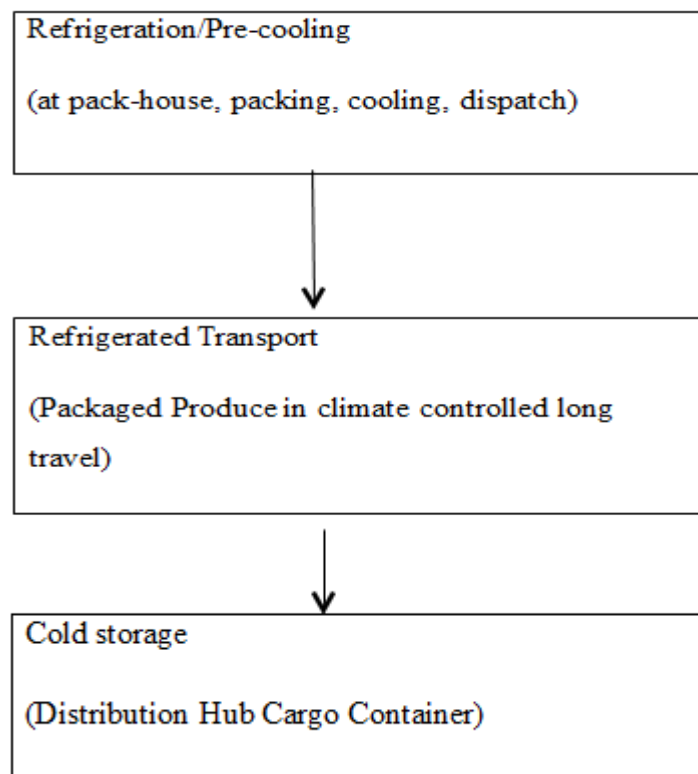 Refrigeration/Pre-cooling
(at pack-house, packing, cooling, dispatch)
Refrigerated Transport
(Packaged Produce in climate controlled long
travel)
Cold storage
(Distribution Hub Cargo Container)